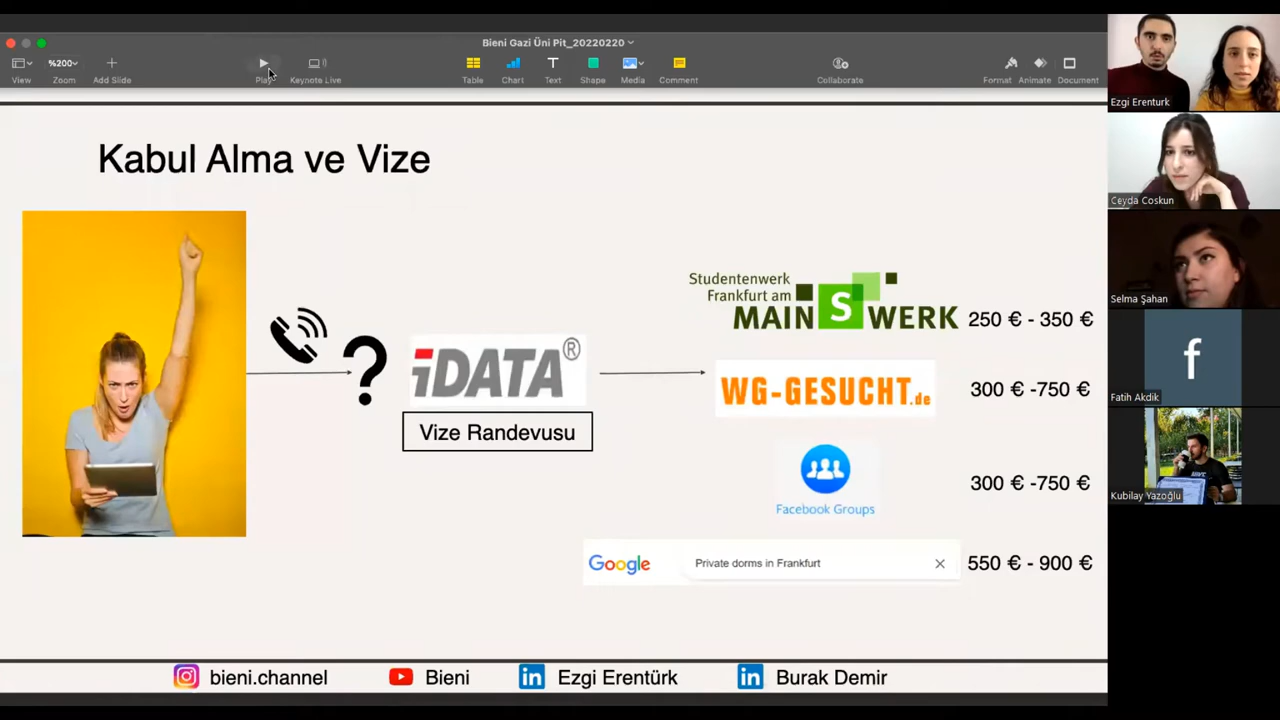 Bieni Gazi Üni Pit_20220220
%200
View
Zoom
Add Slide
Play
Keynote Live
Table
Chart
Text
Shape
Media
Comment
Collaborate
Format
Animate
Document
Kabul Alma ve Vize
?
iDATA®
Vize Randevusu
Studentenwerk
Frankfurt am
MAIN S WERK
250 € - 350 €
WG-GESUCHT.de
300 € -750 €
Facebook Groups
300 € -750 €
Google
Private dorms in Frankfurt
550 € - 900 €
bieni.channel
Bieni
Ezgi Erentürk
Burak Demir
Ezgi Erenturk
Ceyda Coskun
Selma Şahan
f
Fatih Akdik
Kubilay Yazoğlu